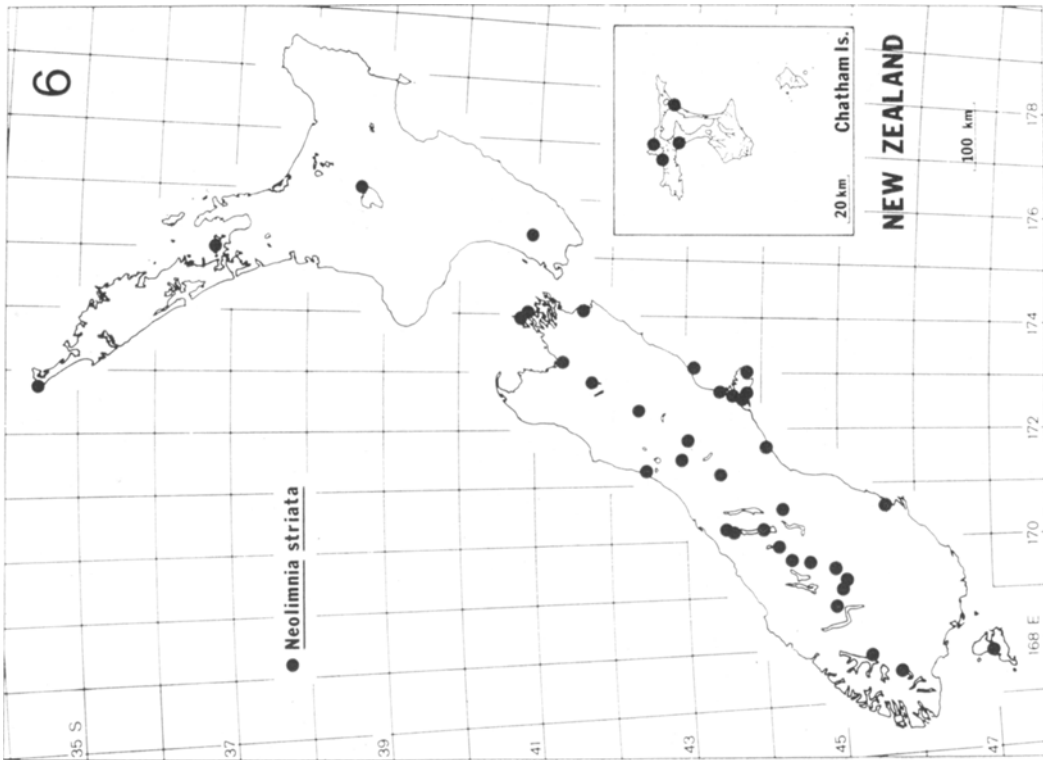 6
35 S
37
39
41
43
45
47
Neolimnia striata
168 E
170
172
174
176
178
20 km
Chatham Is.
NEW ZEALAND
100 km